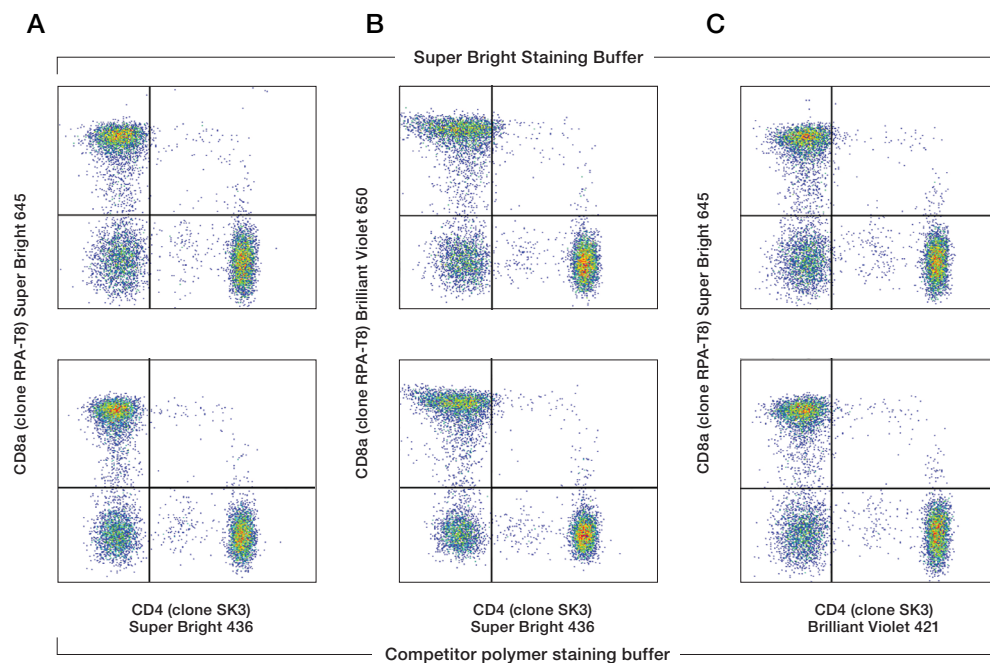 A
B
C
Super Bright Staining Buffer
CD8a (clone RPA-T8) Super Bright 645
CD8a (clone RPA-T8) Brilliant Violet 650
CD8a (clone RPA-T8) Super Bright 645
CD4 (clone SK3)
Super Bright 436
CD4 (clone SK3)
Super Bright 436
CD4 (clone SK3)
Brilliant Violet 421
Competitor polymer staining buffer